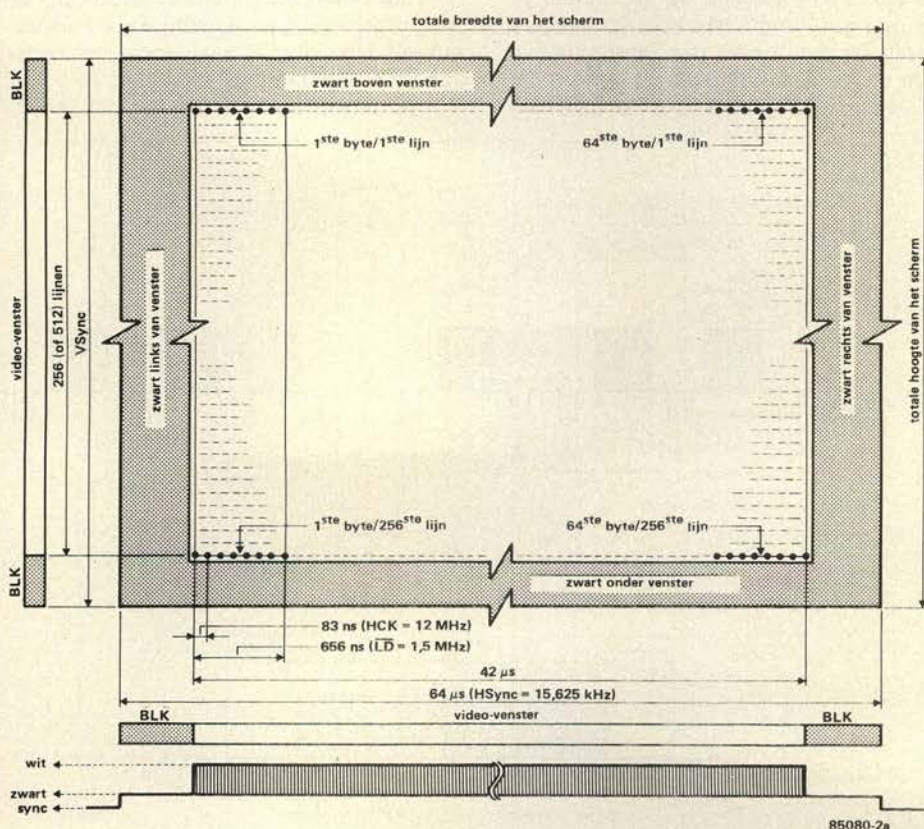 totale breedte van het scherm
BLK
zwart boven venster
1ste byte/1ste lijn
64ste byte/1ste lijn
video-venster
256 (of 512) lijnen
VSync
zwart links van venster
zwart rechts van venster
totale hoogte van het scherm
1ste byte/256ste lijn
64ste byte/256ste lijn
BLK
zwart onder venster
83 ns (HCK = 12 MHz)
656 ns (L̅D̅ = 1,5 MHz)
42 µs
64 µs (HSync = 15,625 kHz)
BLK
video-venster
BLK
wit
zwart
sync
85080-2a